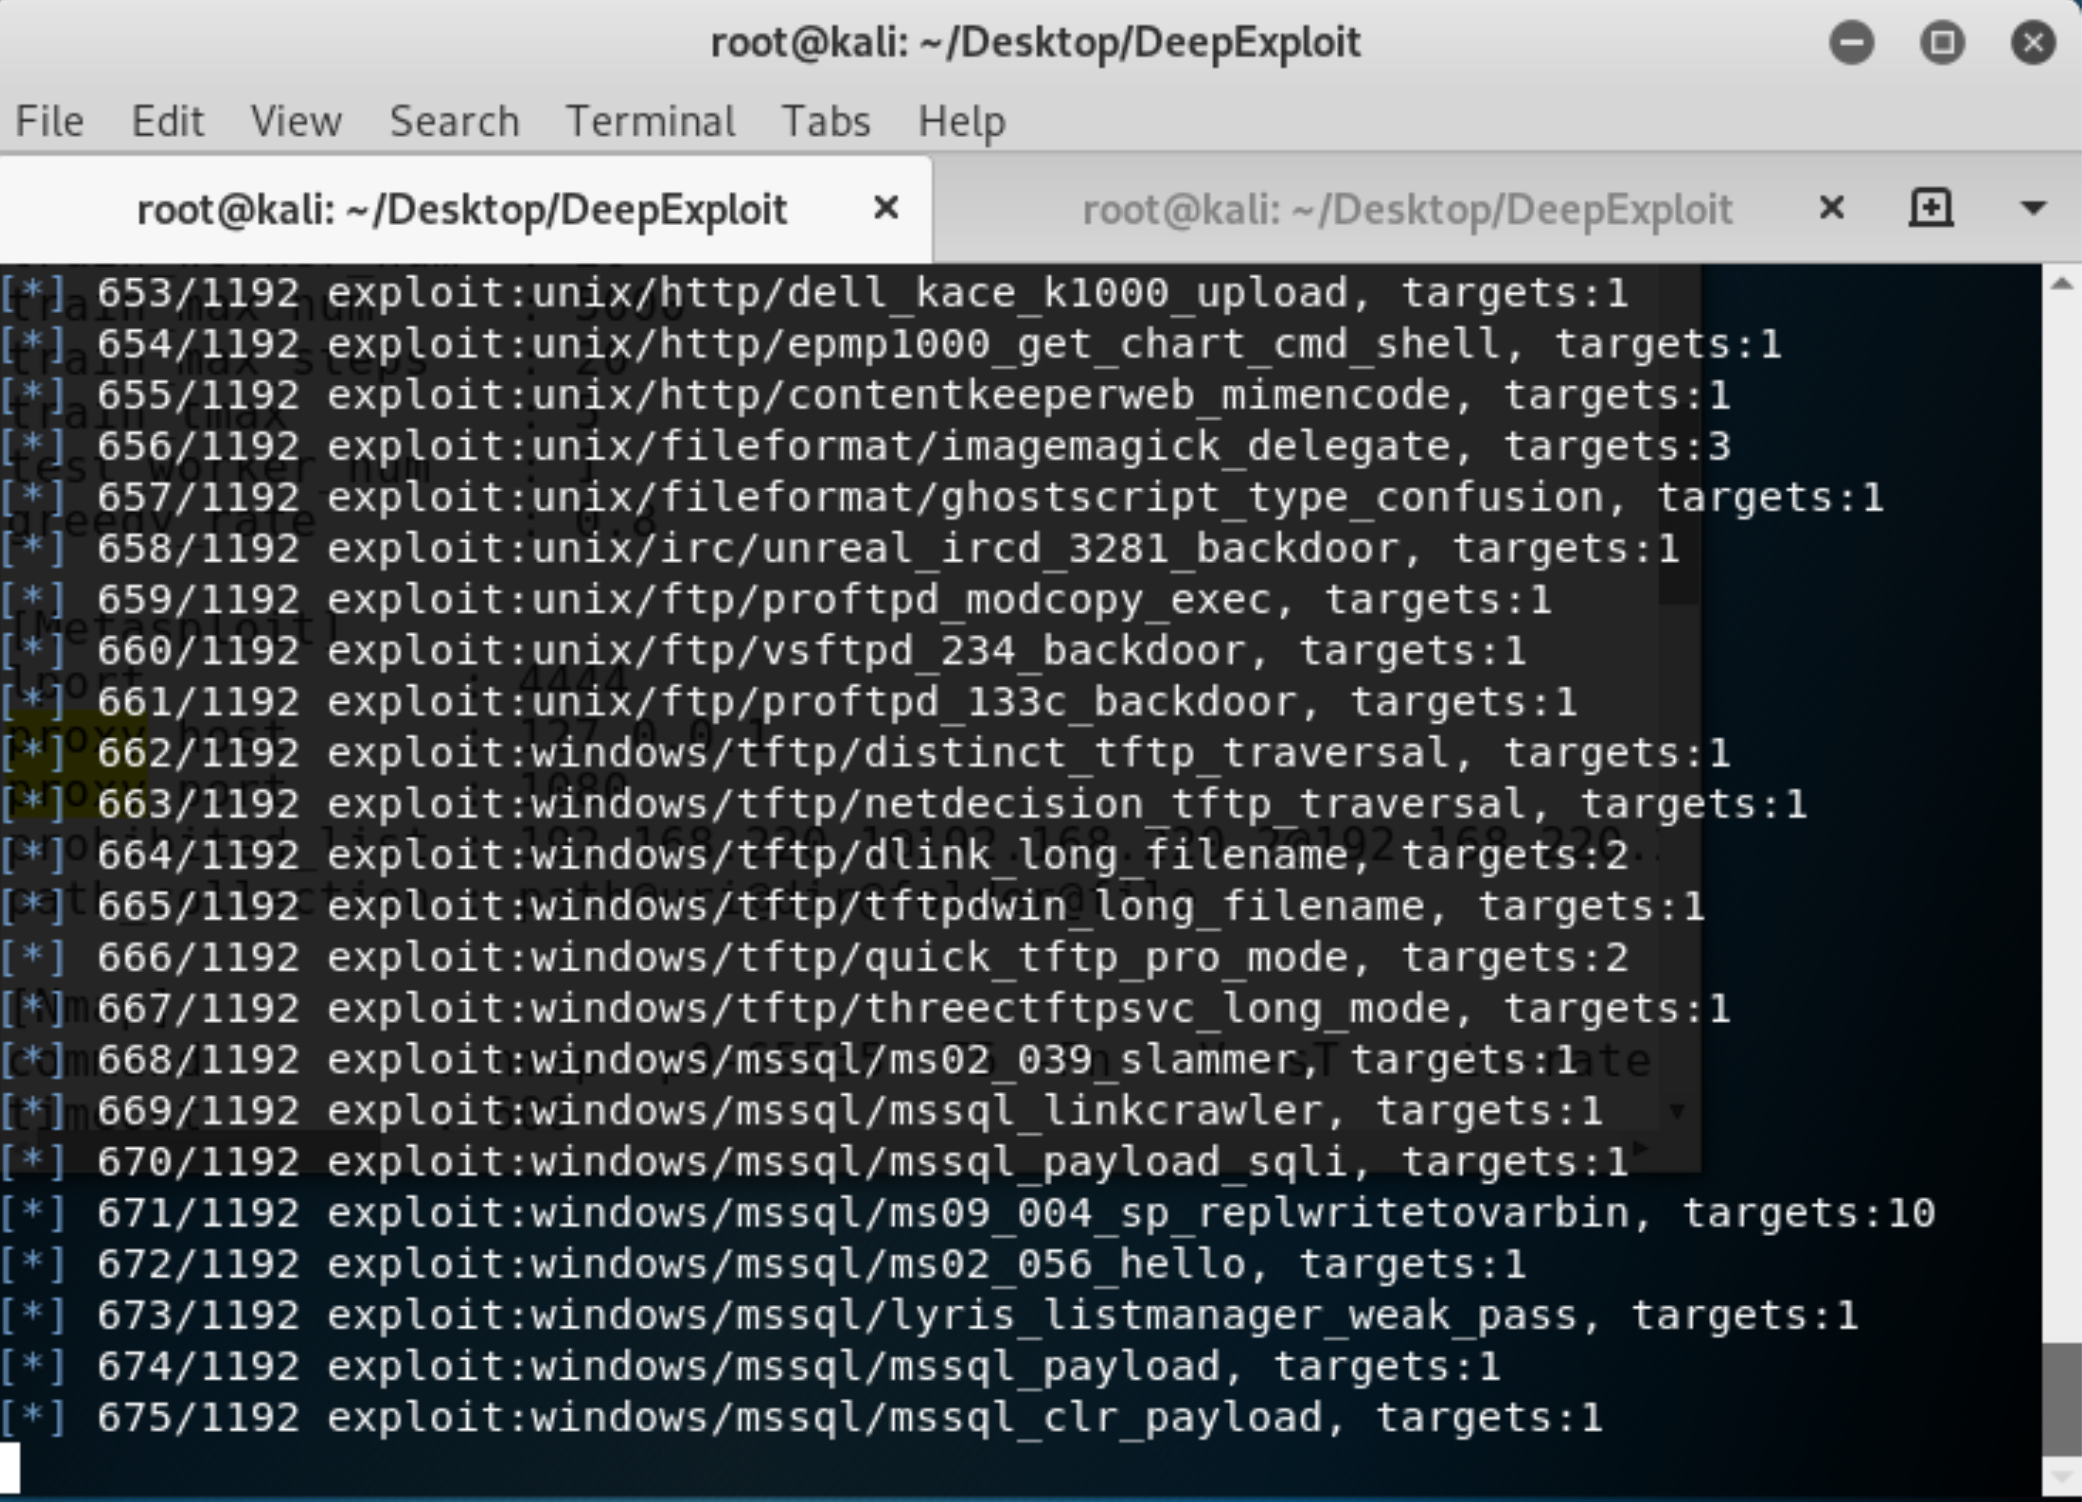 root@kali: ~/Desktop/DeepExploit
File Edit View Search Terminal Tabs Help
root@kali: ~/Desktop/DeepExploit × root@kali: ~/Desktop/DeepExploit ×
[*] 653/1192 exploit:unix/http/dell_kace_k1000_upload, targets:1
[*] 654/1192 exploit:unix/http/epmp1000_get_chart_cmd_shell, targets:1
[*] 655/1192 exploit:unix/http/contentkeeperweb_mimencode, targets:1
[*] 656/1192 exploit:unix/fileformat/imagemagick_delegate, targets:3
[*] 657/1192 exploit:unix/fileformat/ghostscript_type_confusion, targets:1
[*] 658/1192 exploit:unix/irc/unreal_ircd_3281_backdoor, targets:1
[*] 659/1192 exploit:unix/ftp/proftpd_modcopy_exec, targets:1
[*] 660/1192 exploit:unix/ftp/vsftpd_234_backdoor, targets:1
[*] 661/1192 exploit:unix/ftp/proftpd_133c_backdoor, targets:1
[*] 662/1192 exploit:windows/tftp/distinct_tftp_traversal, targets:1
[*] 663/1192 exploit:windows/tftp/netdecision_tftp_traversal, targets:1
[*] 664/1192 exploit:windows/tftp/dlink_long_filename, targets:2
[*] 665/1192 exploit:windows/tftp/tftpdwin_long_filename, targets:1
[*] 666/1192 exploit:windows/tftp/quick_tftp_pro_mode, targets:2
[*] 667/1192 exploit:windows/tftp/threectftpsvc_long_mode, targets:1
[*] 668/1192 exploit:windows/mssql/ms02_039_slammer, targets:1
[*] 669/1192 exploit:windows/mssql/mssql_linkcrawler, targets:1
[*] 670/1192 exploit:windows/mssql/mssql_payload_sqli, targets:1
[*] 671/1192 exploit:windows/mssql/ms09_004_sp_replwritetovarbin, targets:10
[*] 672/1192 exploit:windows/mssql/ms02_056_hello, targets:1
[*] 673/1192 exploit:windows/mssql/lyris_listmanager_weak_pass, targets:1
[*] 674/1192 exploit:windows/mssql/mssql_payload, targets:1
[*] 675/1192 exploit:windows/mssql/mssql_clr_payload, targets:1